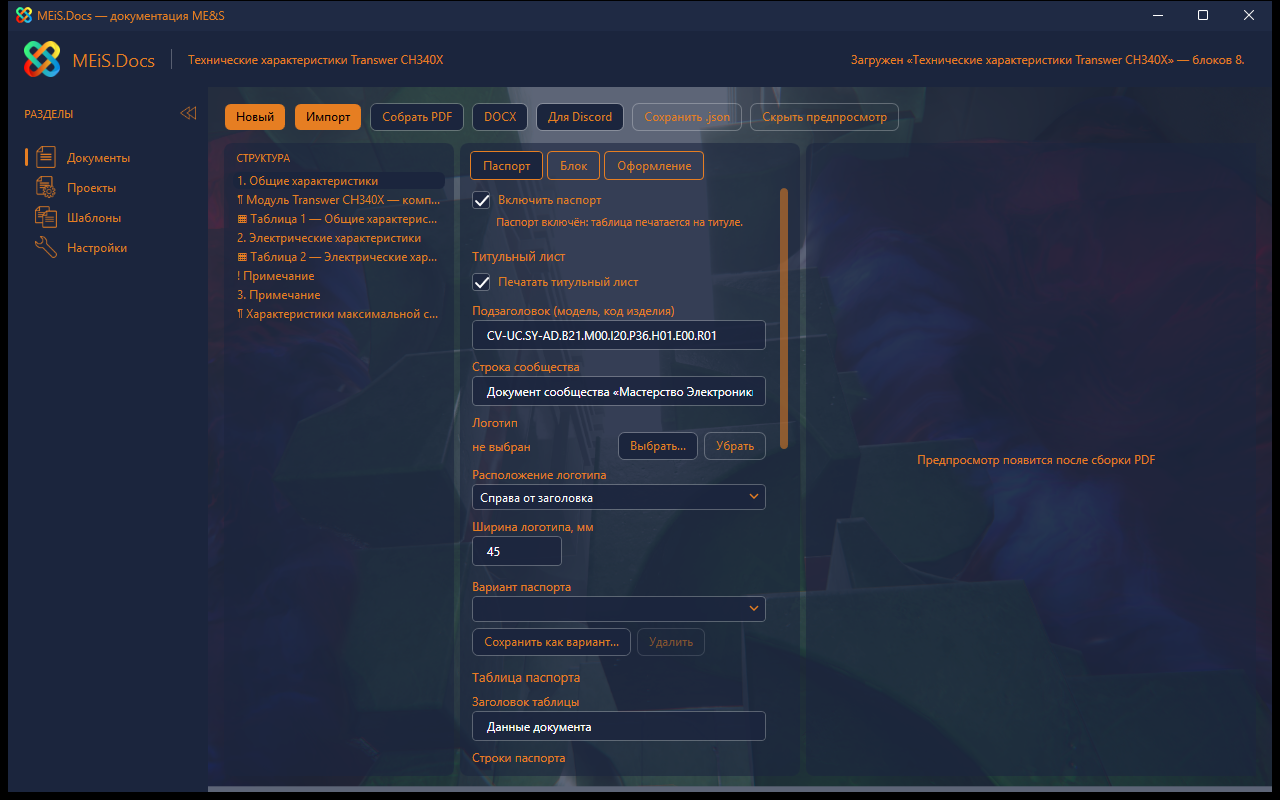 MEiS.Docs — документация ME&S
MEiS.Docs
Технические характеристики Transwer CH340X
Загружен «Технические характеристики Transwer CH340X» — блоков 8.
РАЗДЕЛЫ
Документы
Проекты
Шаблоны
Настройки
Новый
Импорт
Собрать PDF
DOCX
Для Discord
Сохранить .json
Скрыть предпросмотр
СТРУКТУРА
1. Общие характеристики
¶ Модуль Transwer CH340X — комп...
▦ Таблица 1 — Общие характерис...
2. Электрические характеристики
▦ Таблица 2 — Электрические хар...
! Примечание
3. Примечание
¶ Характеристики максимальной с...
Паспорт
Блок
Оформление
Включить паспорт
Паспорт включён: таблица печатается на титуле.
Титульный лист
Печатать титульный лист
Подзаголовок (модель, код изделия)
CV-UC.SY-AD.B21.M00.I20.P36.H01.E00.R01
Строка сообщества
Документ сообщества «Мастерство Электроник
Логотип
не выбран
Выбрать...
Убрать
Расположение логотипа
Справа от заголовка
Ширина логотипа, мм
45
Вариант паспорта
Сохранить как вариант...
Удалить
Таблица паспорта
Заголовок таблицы
Данные документа
Строки паспорта
Предпросмотр появится после сборки PDF